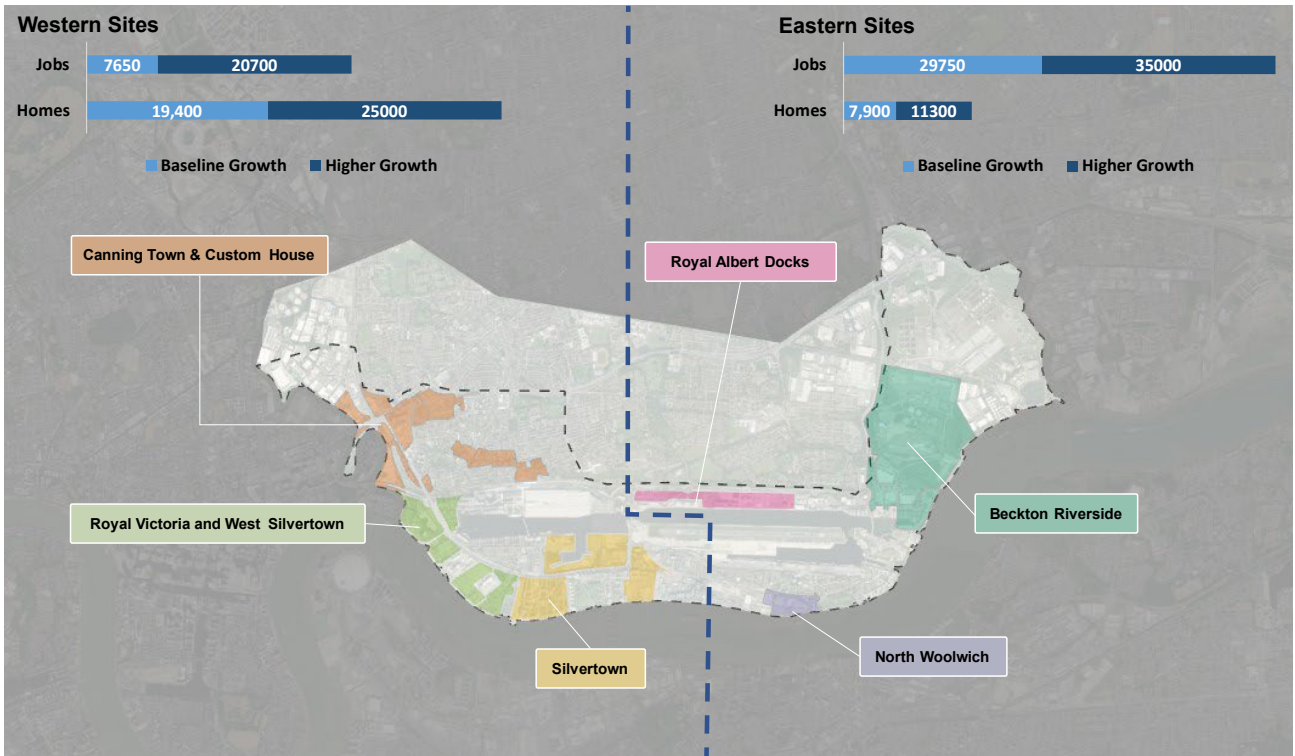 Western Sites
Jobs
7650
20700
Homes
19,400
25000
Baseline Growth
Higher Growth
Eastern Sites
Jobs
29750
35000
Homes
7,900
11300
Baseline Growth
Higher Growth
Canning Town & Custom House
Royal Albert Docks
Royal Victoria and West Silvertown
Beckton Riverside
Silvertown
North Woolwich